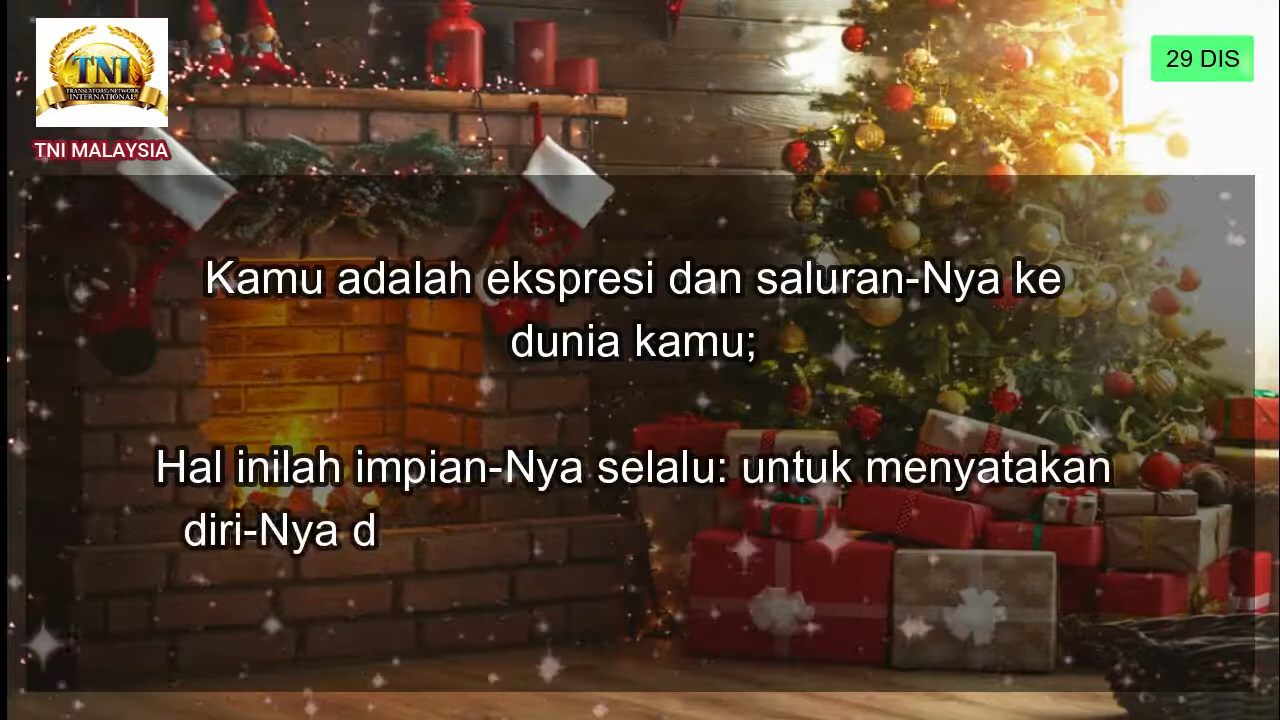 TNI
TRANSLATORS NETWORK
INTERNATIONAL
TNI MALAYSIA
29 DIS
Kamu adalah ekspresi dan saluran-Nya ke
dunia kamu;
Hal inilah impian-Nya selalu: untuk menyatakan
diri-Nya d